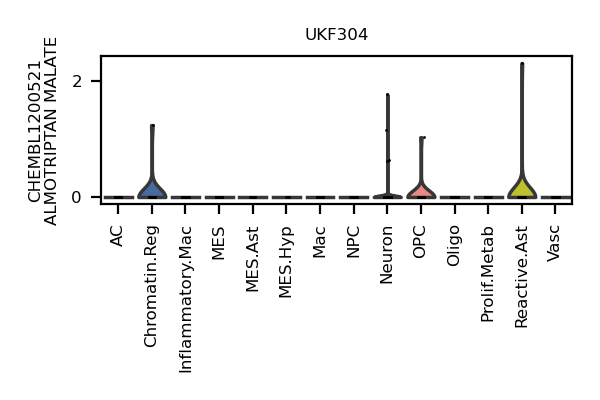 UKF304
CHEMBL1200521
ALMOTRIPTAN MALATE
2
0
AC
Chromatin.Reg
Inflammatory.Mac
MES
MES.Ast
MES.Hyp
Mac
NPC
Neuron
OPC
Oligo
Prolif.Metab
Reactive.Ast
Vasc